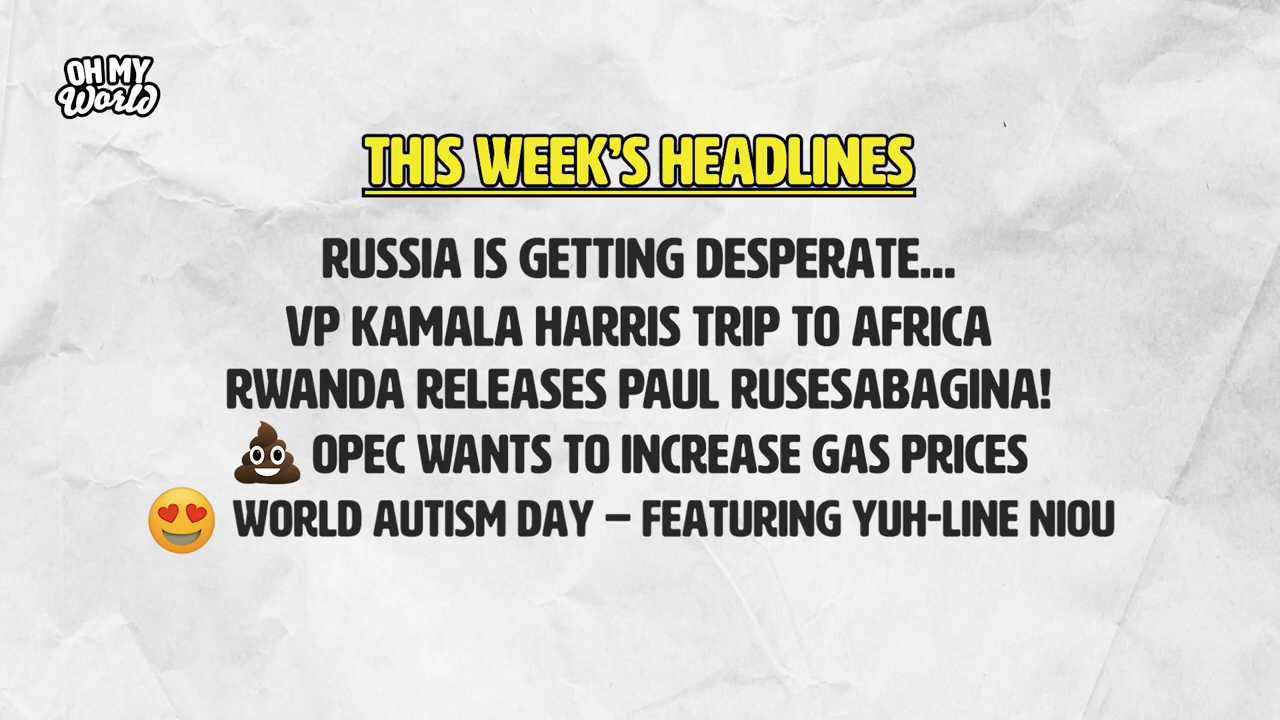 OH MY
World
THIS WEEK'S HEADLINES
RUSSIA IS GETTING DESPERATE...
VP KAMALA HARRIS TRIP TO AFRICA
RWANDA RELEASES PAUL RUSESABAGINA!
💩 OPEC WANTS TO INCREASE GAS PRICES
😍 WORLD AUTISM DAY – FEATURING YUH-LINE NIOU